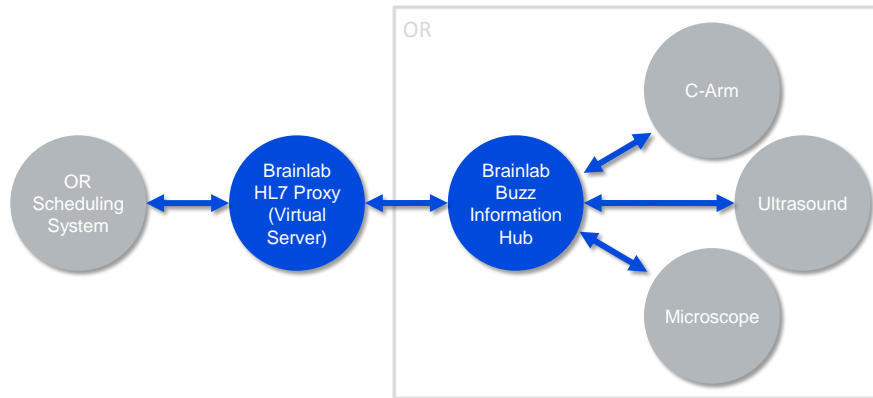 OR
C-Arm
OR
Scheduling
System
Brainlab
HL7 Proxy
(Virtual
Server)
Brainlab
Buzz
Information
Hub
Ultrasound
Microscope